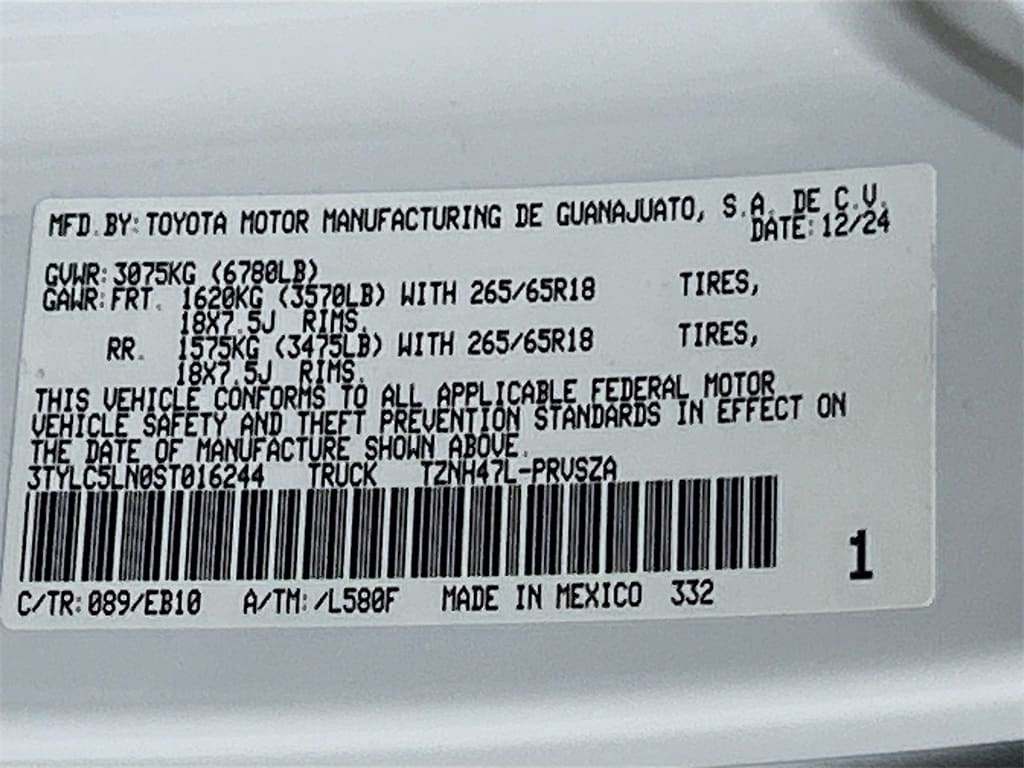 MFD.BY: TOYOTA MOTOR MANUFACTURING DE GUANAJUATO, S.A. DE C.V.
DATE: 12/24
GVWR: 3075KG (6780LB)
GAWR: FRT. 1620KG (3570LB) WITH 265/65R18 TIRES,
18X7.5J RIMS.
RR. 1575KG (3475LB) WITH 265/65R18 TIRES,
18X7.5J RIMS.
THIS VEHICLE CONFORMS TO ALL APPLICABLE FEDERAL MOTOR
VEHICLE SAFETY AND THEFT PREVENTION STANDARDS IN EFFECT ON
THE DATE OF MANUFACTURE SHOWN ABOVE.
3TYLC5LN0ST016244 TRUCK TZNH47L-PRVSZA
1
C/TR: 089/EB10 A/TM: /L580F MADE IN MEXICO 332